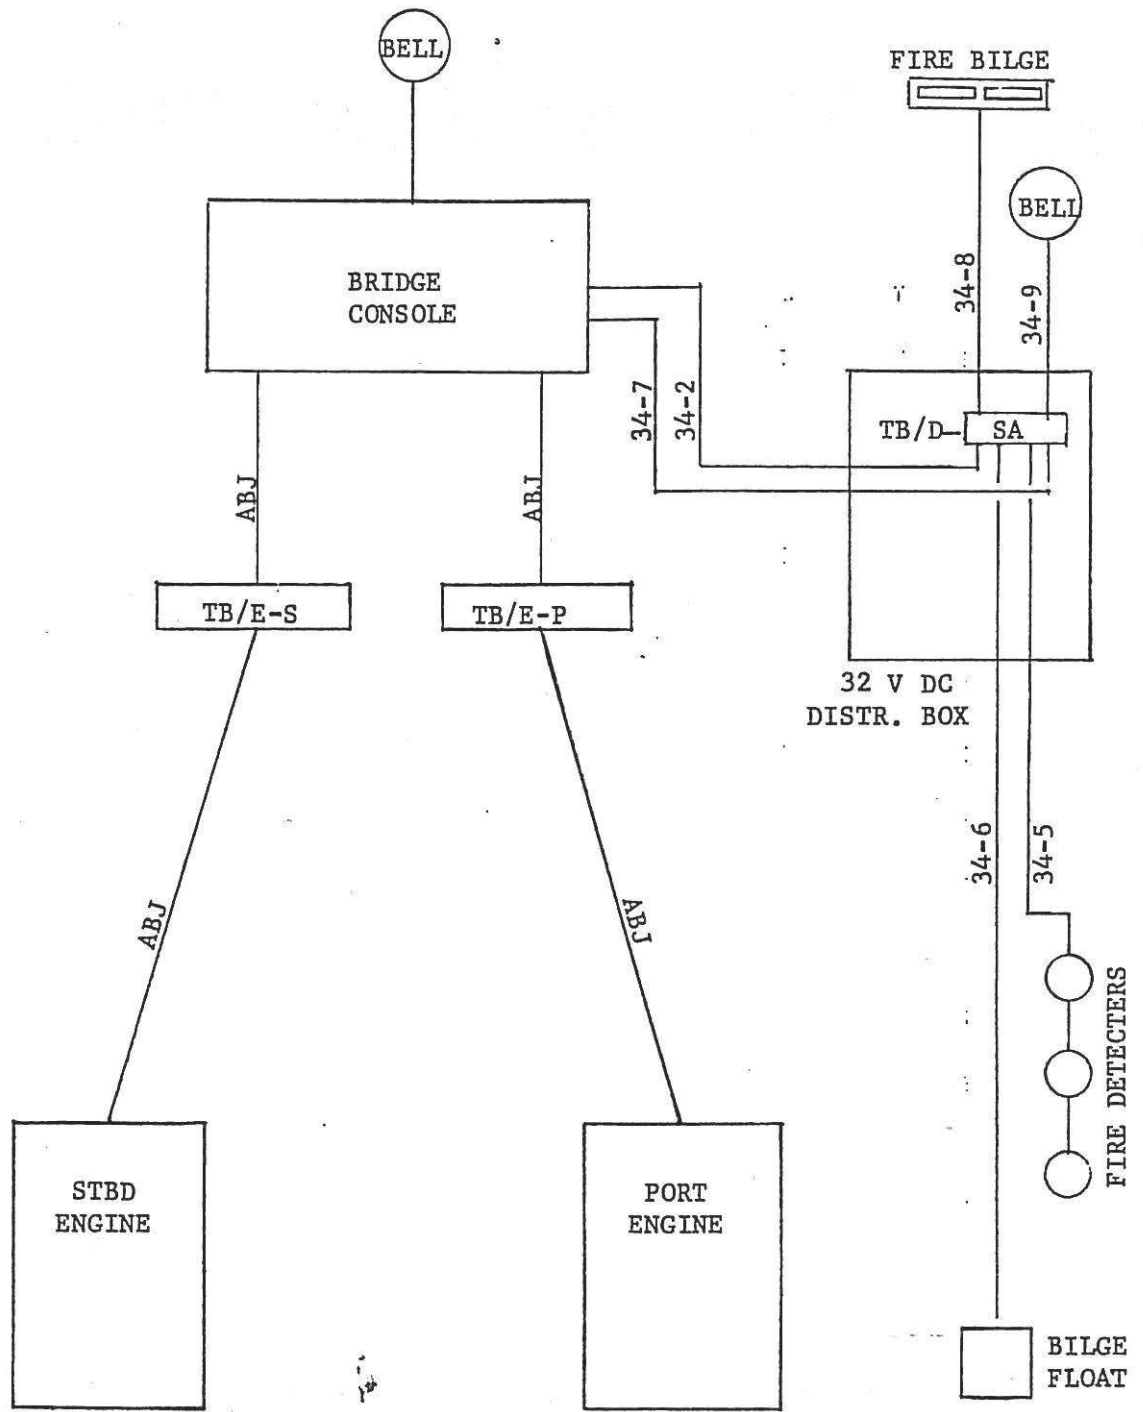 BELL
FIRE BILGE
BELL
BRIDGE
CONSOLE
34-8
34-9
34-7
34-2
TB/D
SA
ABJ
ABJ
TB/E-S
TB/E-P
32 V DC
DISTR. BOX
34-6
34-5
ABJ
ABJ
FIRE DETECTERS
STBD
ENGINE
PORT
ENGINE
BILGE
FLOAT